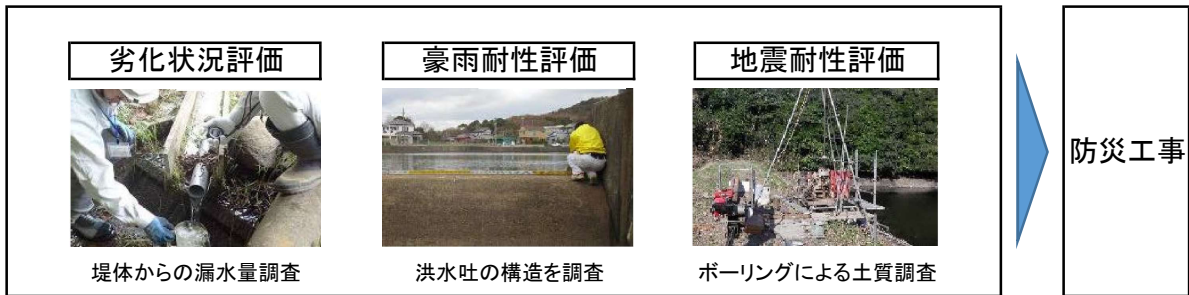 劣化状況評価
豪雨耐性評価
地震耐性評価
堤体からの漏水量調査
洪水吐の構造を調査
ボーリングによる土質調査
防災工事